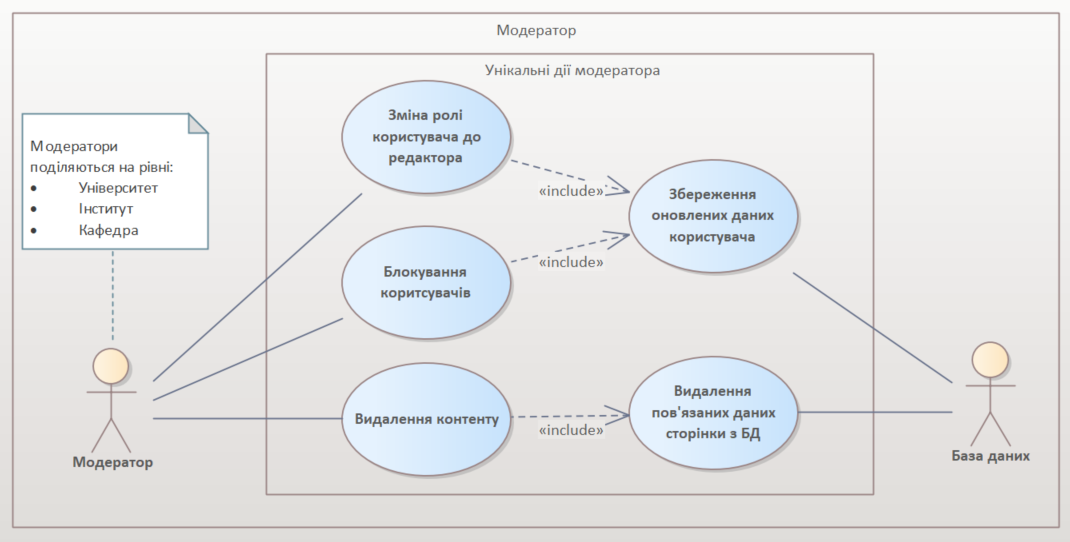 Модератор
Унікальні дії модератора
Модератори
поділяються на рівні:
• Університет
• Інститут
• Кафедра
Зміна ролі
користувача до
редактора
«include»
Збереження
оновлених даних
користувача
Блокування
коритсувачів
«include»
Видалення контенту
«include»
Видалення
пов'язаних даних
сторінки з БД
Модератор
База даних